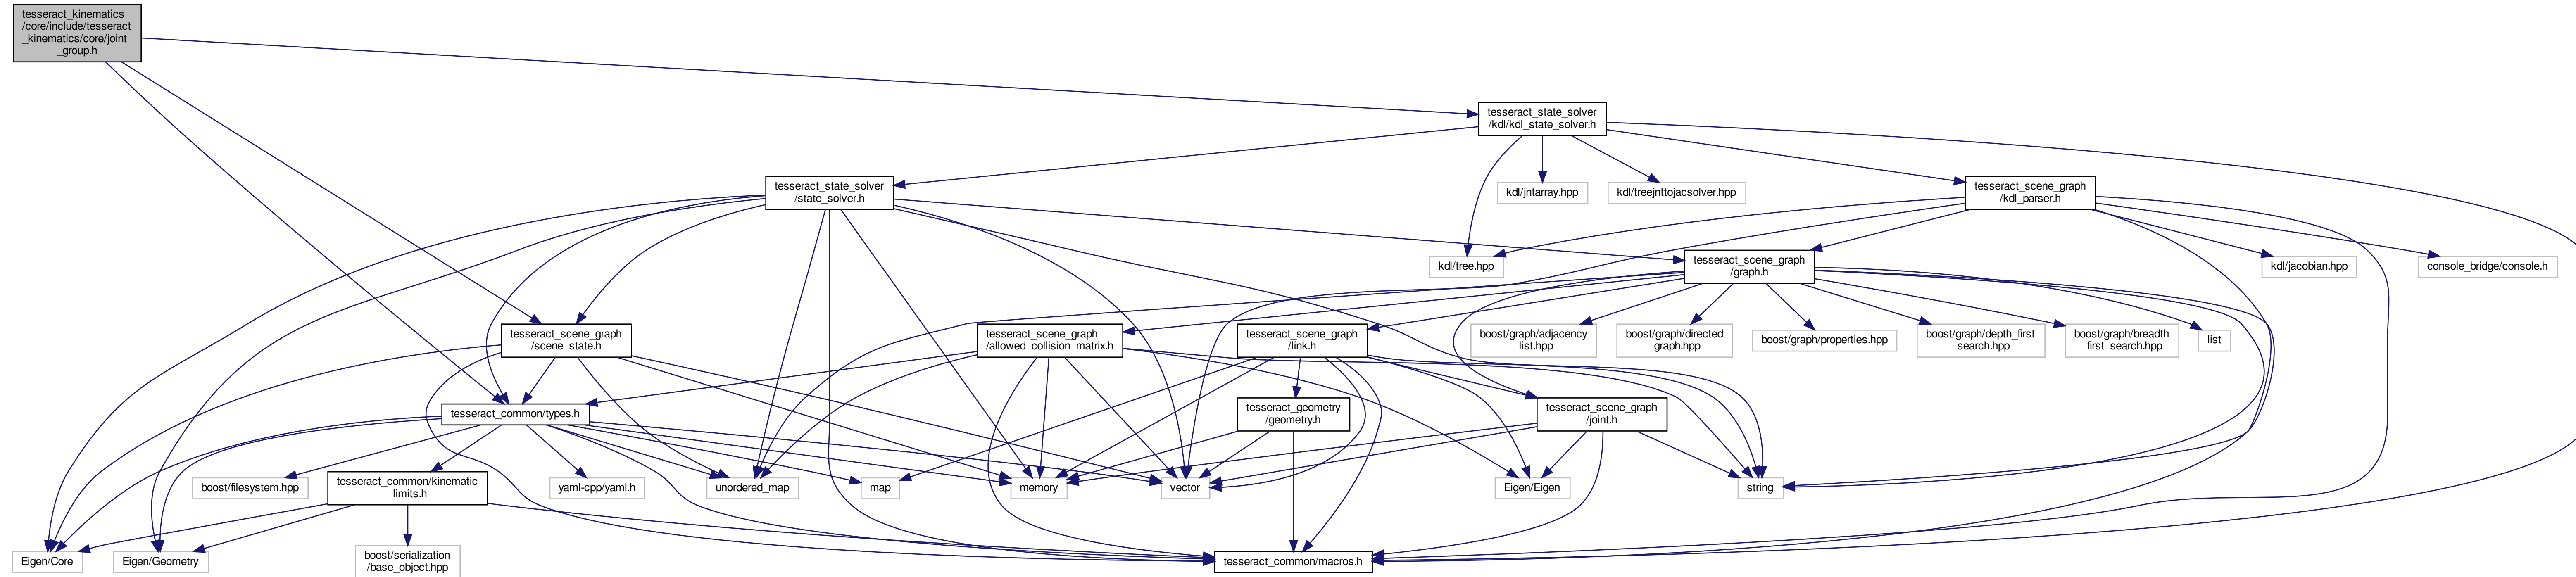 tesseract_kinematics
/core/include/tesseract
_kinematics/core/joint
_group.h
tesseract_state_solver
/kdl/kdl_state_solver.h
tesseract_state_solver
/state_solver.h
kdl/jntarray.hpp
kdl/treejnttojacsolver.hpp
tesseract_scene_graph
/kdl_parser.h
kdl/tree.hpp
tesseract_scene_graph
/graph.h
kdl/jacobian.hpp
console_bridge/console.h
tesseract_scene_graph
/scene_state.h
tesseract_scene_graph
/allowed_collision_matrix.h
tesseract_scene_graph
/link.h
boost/graph/adjacency
_list.hpp
boost/graph/directed
_graph.hpp
boost/graph/properties.hpp
boost/graph/depth_first
_search.hpp
boost/graph/breadth
_first_search.hpp
list
tesseract_common/types.h
tesseract_geometry
/geometry.h
tesseract_scene_graph
/joint.h
boost/filesystem.hpp
tesseract_common/kinematic
_limits.h
yaml-cpp/yaml.h
unordered_map
map
memory
vector
Eigen/Eigen
string
Eigen/Core
Eigen/Geometry
boost/serialization
/base_object.hpp
tesseract_common/macros.h